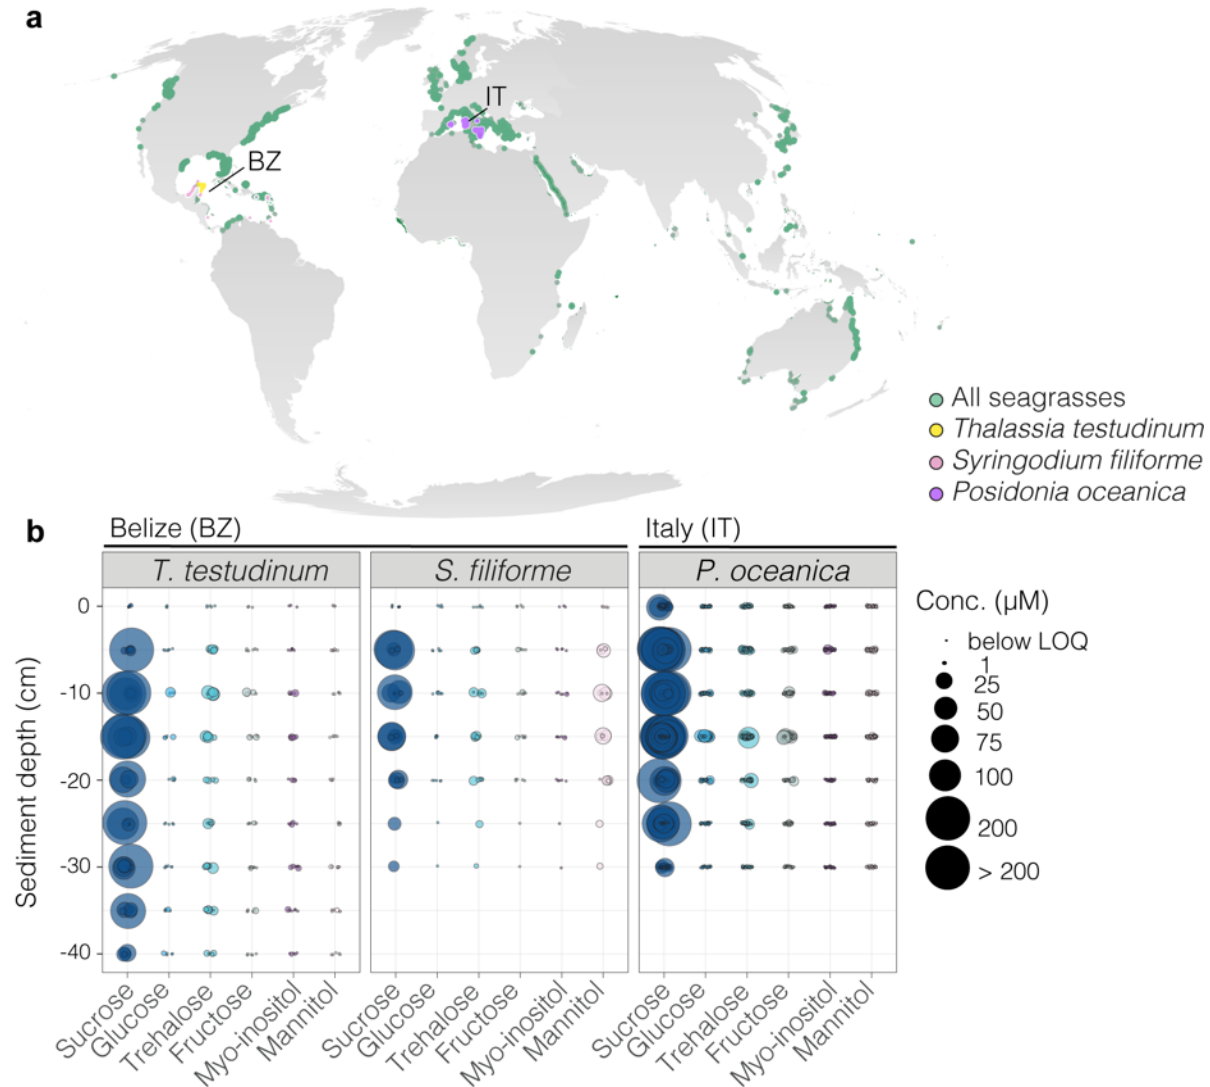 a
IT
BZ
All seagrasses
Thalassia testudinum
Syringodium filiforme
Posidonia oceanica
b
Belize (BZ)
Italy (IT)
T. testudinum
S. filiforme
P. oceanica
Sediment depth (cm)
0
-10
-20
-30
-40
Conc. (µM)
below LOQ
1
25
50
75
100
200
> 200
Sucrose
Glucose
Trehalose
Fructose
Myo-inositol
Mannitol
Sucrose
Glucose
Trehalose
Fructose
Myo-inositol
Mannitol
Sucrose
Glucose
Trehalose
Fructose
Myo-inositol
Mannitol